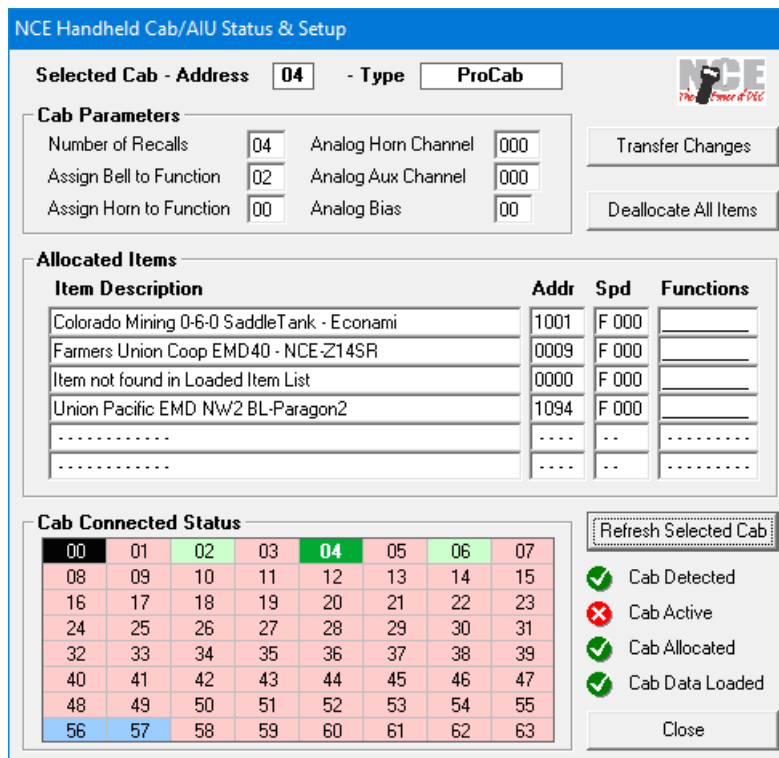 NCE Handheld Cab/AIU Status & Setup
Selected Cab - Address 04 - Type ProCab
NCE
Cab Parameters
Number of Recalls 04 Analog Horn Channel 000
Transfer Changes
Assign Bell to Function 02 Analog Aux Channel 000
Assign Horn to Function 00 Analog Bias 00
Deallocate All Items
Allocated Items
Item Description Addr Spd Functions
Colorado Mining 0-6-0 SaddleTank - Econami 1001 F 000 _________
Farmers Union Coop EMD40 - NCE-Z14SR 0009 F 000 _________
Item not found in Loaded Item List 0000 F 000 _________
Union Pacific EMD NW2 BL-Paragon2 1094 F 000 _________
- - - - - - - - - - - - - - - - - - - - - - - - - - -
- - - - - - - - - - - - - - - - - - - - - - - - - - -
Cab Connected Status
Refresh Selected Cab
00 01 02 03 04 05 06 07
08 09 10 11 12 13 14 15
Cab Detected
16 17 18 19 20 21 22 23
Cab Active
24 25 26 27 28 29 30 31
32 33 34 35 36 37 38 39
Cab Allocated
40 41 42 43 44 45 46 47
Cab Data Loaded
48 49 50 51 52 53 54 55
56 57 58 59 60 61 62 63
Close